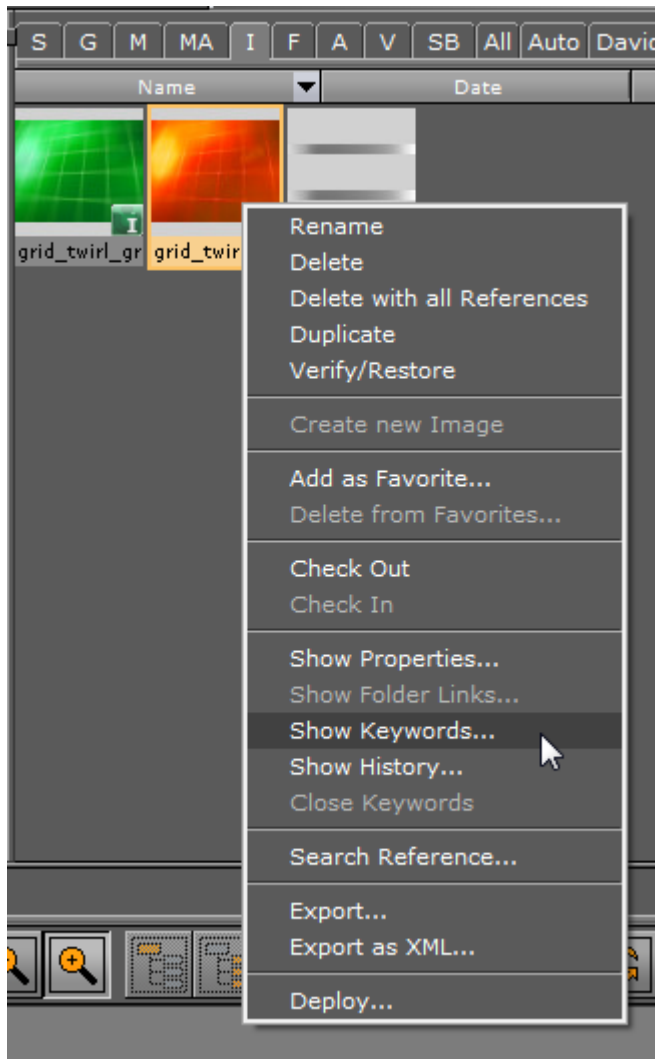 S G M MA I F A V SB All Auto David
Name Date
I
grid_twirl_gr grid_twir
Rename
Delete
Delete with all References
Duplicate
Verify/Restore
Create new Image
Add as Favorite...
Delete from Favorites...
Check Out
Check In
Show Properties...
Show Folder Links...
Show Keywords...
Show History...
Close Keywords
Search Reference...
Export...
Export as XML...
Deploy...